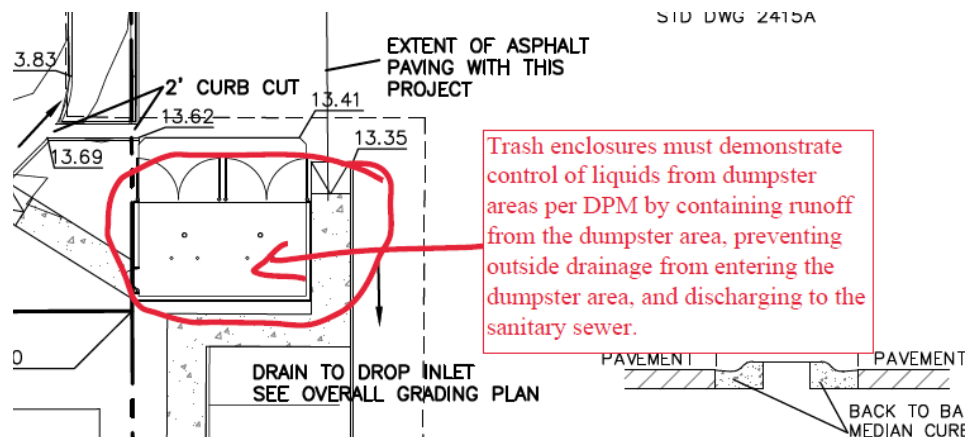 STD DWG 2415A
EXTENT OF ASPHALT
PAVING WITH THIS
PROJECT
3.83
2' CURB CUT
13.41
13.62
13.35
13.69
Trash enclosures must demonstrate
control of liquids from dumpster
areas per DPM by containing runoff
from the dumpster area, preventing
outside drainage from entering the
dumpster area, and discharging to the
sanitary sewer.
0
DRAIN TO DROP INLET
SEE OVERALL GRADING PLAN
PAVEMENT
PAVEMENT
BACK TO BA
MEDIAN CURB